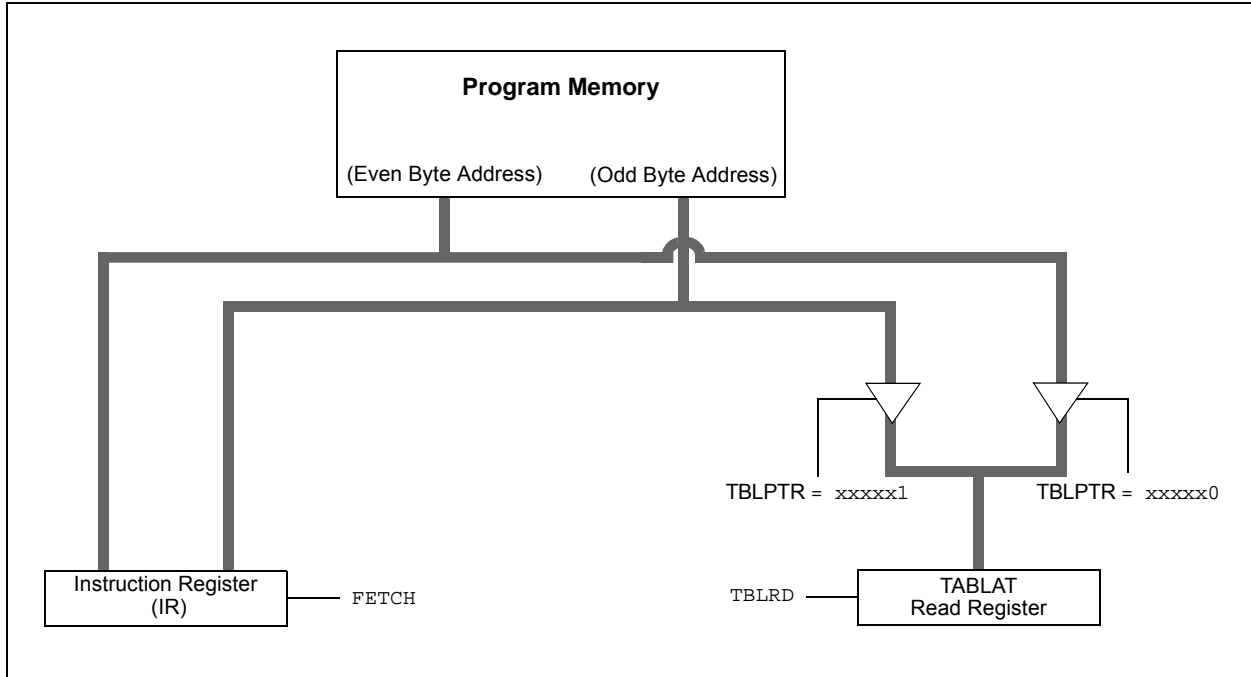 Program Memory
(Even Byte Address) (Odd Byte Address)
TBLPTR = xxxxx1 TBLPTR = xxxxx0
Instruction Register
(IR)
FETCH
TBLRD
TABLAT
Read Register